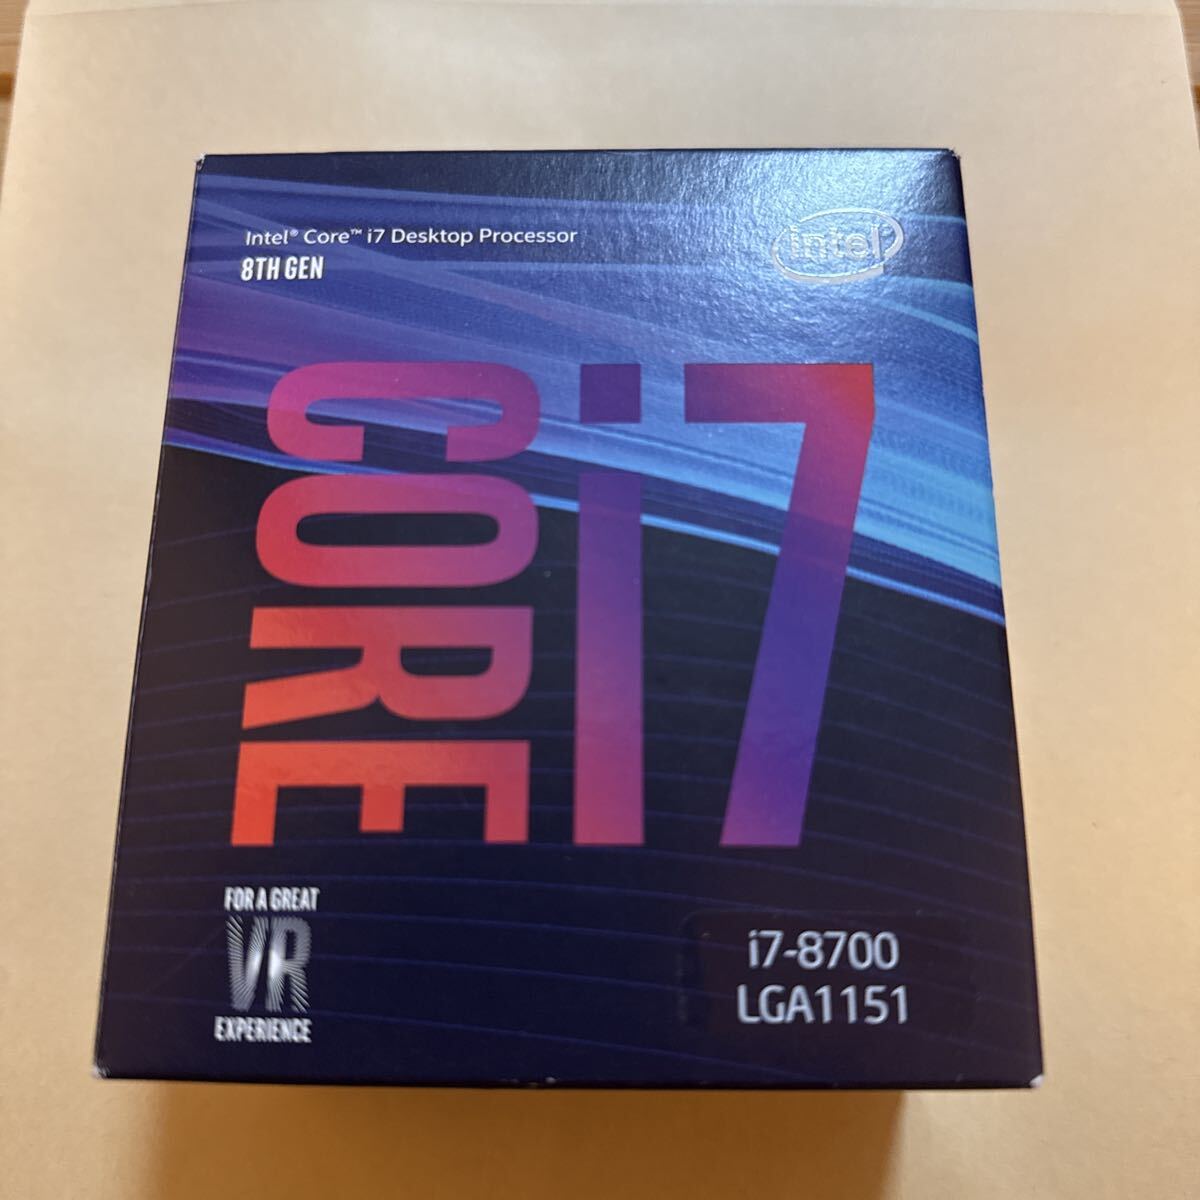 Intel® Core™ i7 Desktop Processor
8TH GEN
intel
CORE i7
FOR A GREAT
VR
EXPERIENCE
i7-8700
LGA1151